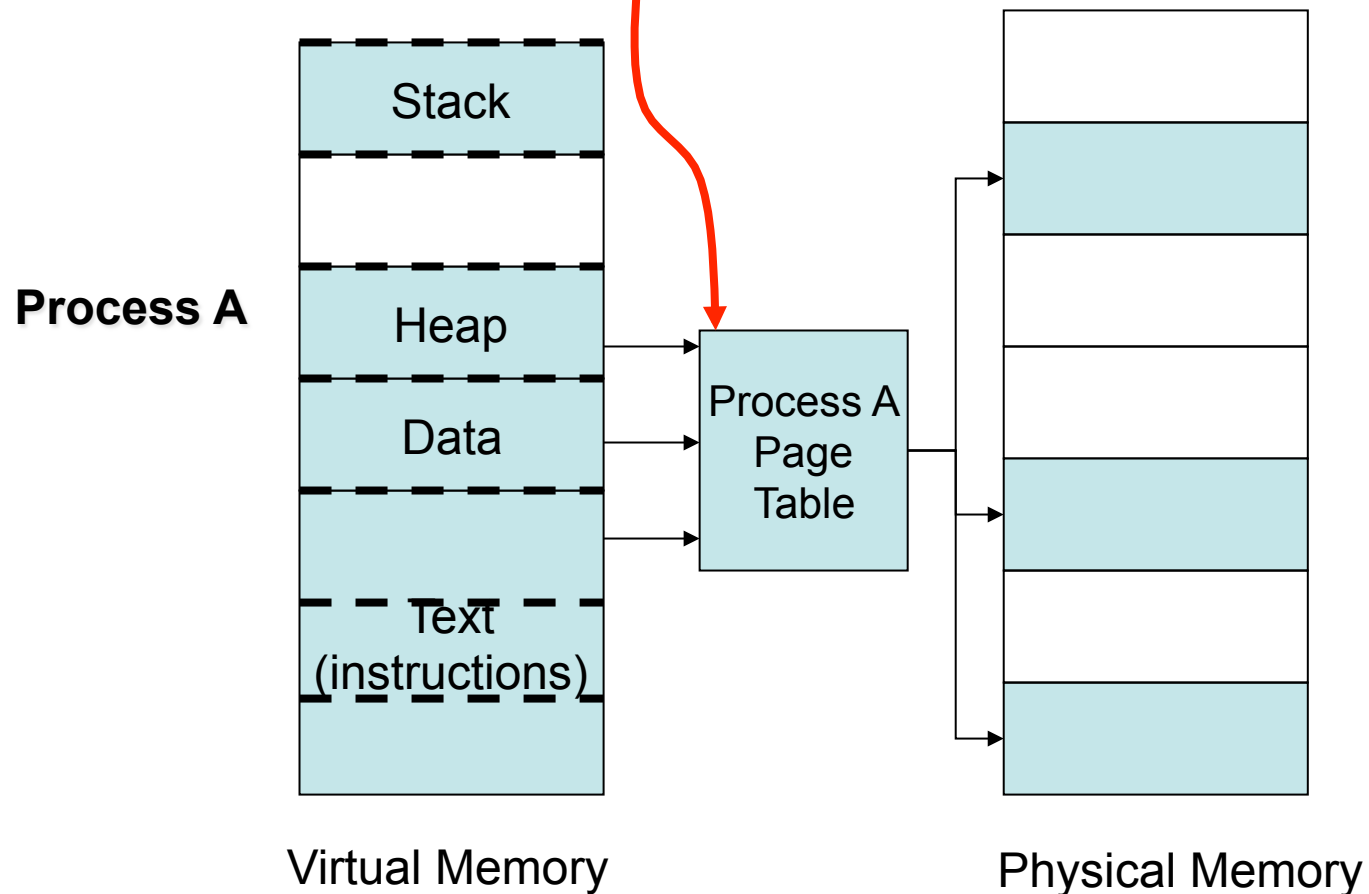 Stack
Process A
Heap
Data
Text
(instructions)
Process A
Page
Table
Virtual Memory
Physical Memory